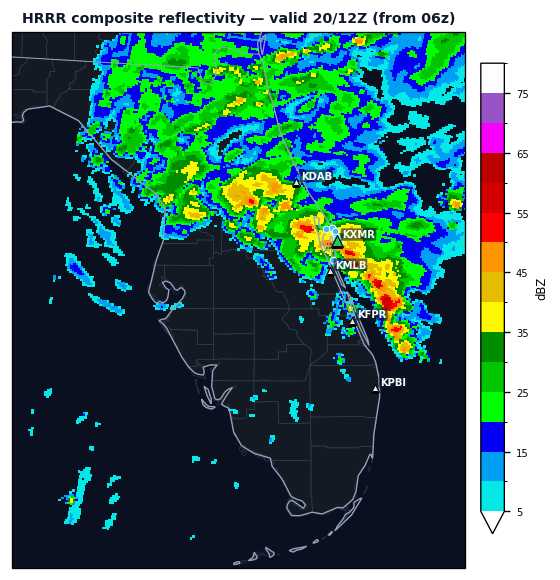 HRRR composite reflectivity — valid 20/12Z (from 06z)
KDAB
KXMR
KMLB
KFPR
KPBI
75
65
55
45
35
25
15
5
dBZ